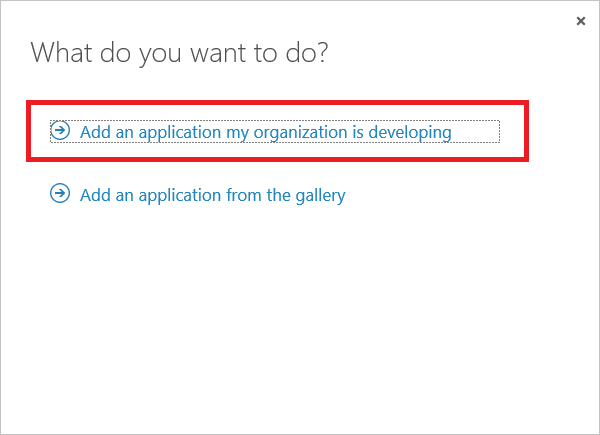 What do you want to do?
Add an application my organization is developing
Add an application from the gallery